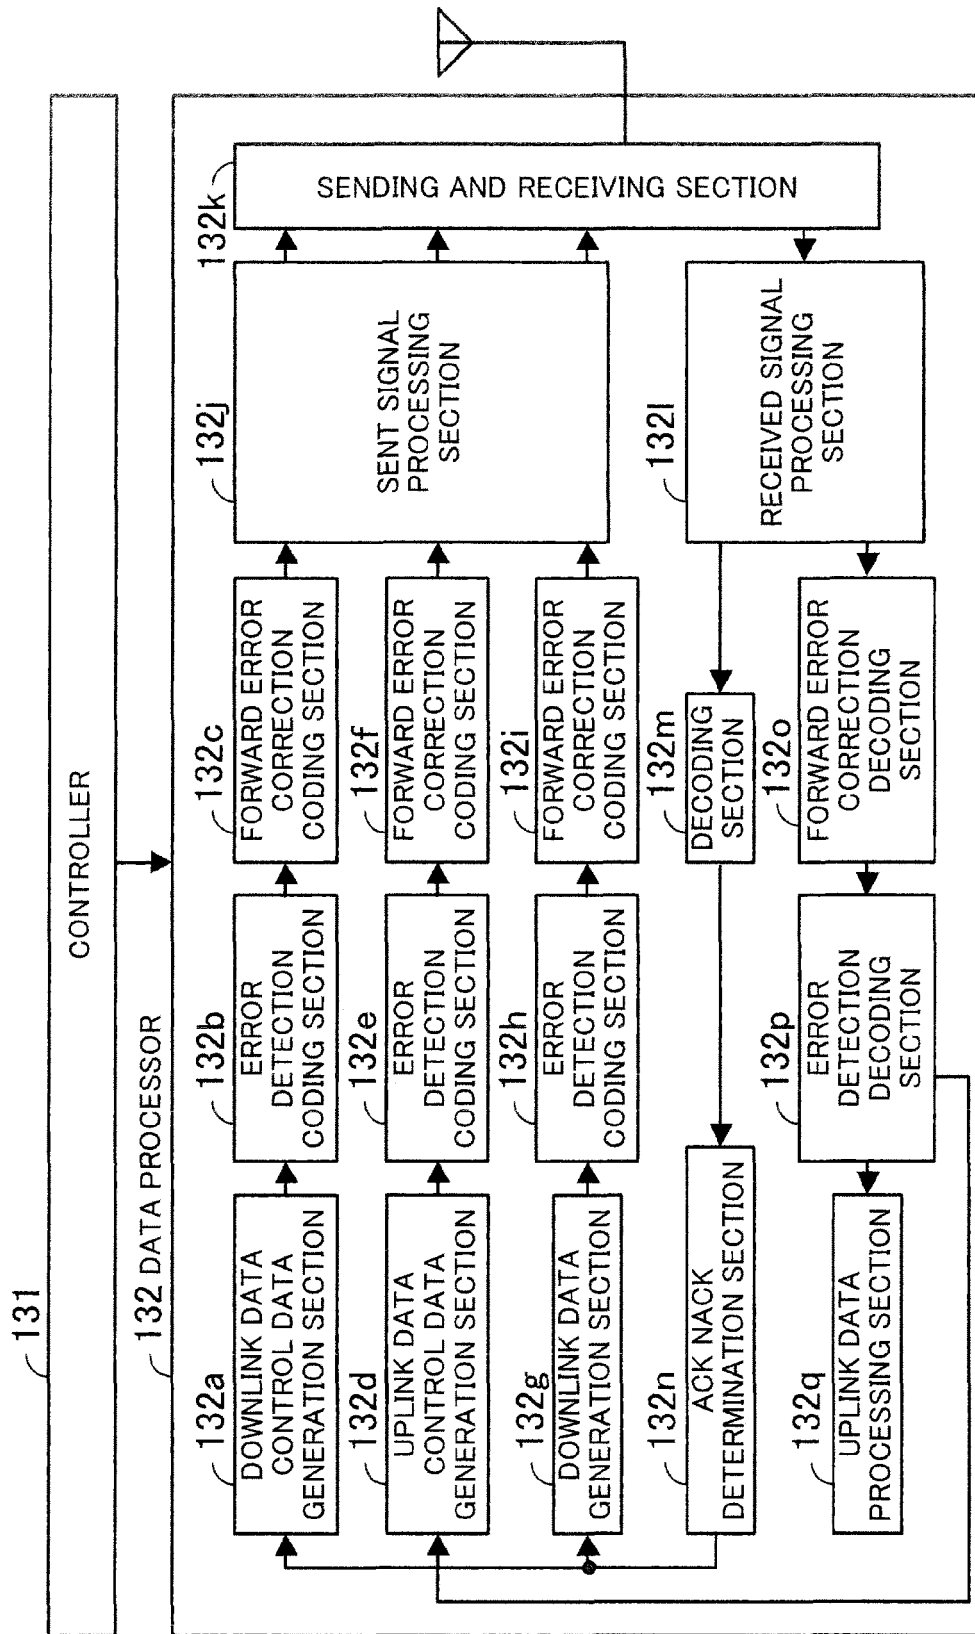 131
CONTROLLER
132 DATA PROCESSOR
132a
DOWNLINK DATA
CONTROL DATA
GENERATION SECTION
132b
ERROR
DETECTION
CODING SECTION
132c
FORWARD ERROR
CORRECTION
CODING SECTION
132d
UPLINK DATA
CONTROL DATA
GENERATION SECTION
132e
ERROR
DETECTION
CODING SECTION
132f
FORWARD ERROR
CORRECTION
CODING SECTION
132g
DOWNLINK DATA
GENERATION SECTION
132h
ERROR
DETECTION
CODING SECTION
132i
FORWARD ERROR
CORRECTION
CODING SECTION
132j
SENT SIGNAL
PROCESSING
SECTION
132k
SENDING AND RECEIVING SECTION
132l
RECEIVED SIGNAL
PROCESSING
SECTION
132m
DECODING
SECTION
132n
ACK NACK
DETERMINATION SECTION
132o
FORWARD ERROR
CORRECTION
DECODING
SECTION
132p
ERROR
DETECTION
DECODING
SECTION
132q
UPLINK DATA
PROCESSING SECTION